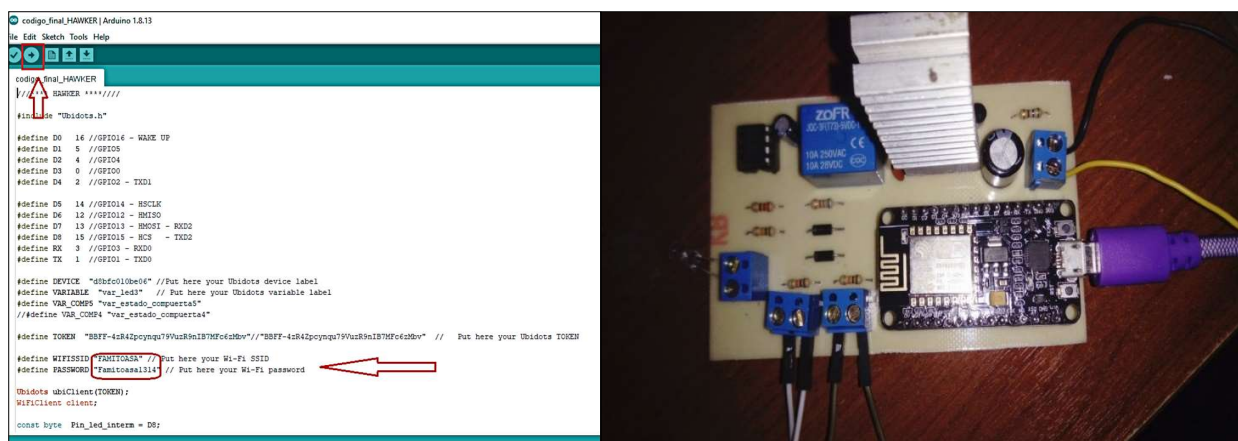 codigo_final_HAWKER | Arduino 1.8.13
File Edit Sketch Tools Help
codigo_final_HAWKER
HAWKER ****////
#include "Ubidots.h"
#define D0 16 //GPIO16 - WAKE UP
#define D1 5 //GPIO5
#define D2 4 //GPIO4
#define D3 0 //GPIO0
#define D4 2 //GPIO2 - TXD1
#define D5 14 //GPIO14 - HSCLK
#define D6 12 //GPIO12 - HMISO
#define D7 13 //GPIO13 - HMOSI - RXD2
#define D8 15 //GPIO15 - HCS - TXD2
#define RX 3 //GPIO3 - RXD0
#define TX 1 //GPIO1 - TXD0
#define DEVICE "d8bfc010be06" //Put here your Ubidots device label
#define VARIABLE "var_led3" // Put here your Ubidots variable label
#define VAR_COMP5 "var_estado_compuerta5"
//#define VAR_COMP4 "var_estado_compuerta4"
#define TOKEN "BBFF-4zR4Zpcynqu79VuzR9nIB7MFc6zMbv"//"BBFF-4zR4Zpcynqu79VuzR9nIB7MFc6zMbv" // Put here your Ubidots TOKEN
#define WIFISSID "FAMITOASA" // Put here your Wi-Fi SSID
#define PASSWORD "Famitoasa1314" // Put here your Wi-Fi password
Ubidots ubiClient(TOKEN);
WiFiClient client;
const byte Pin_led_interm = D8;
ZOFR
10A 250VAC
10A 28VDC
CE
CQC
KB